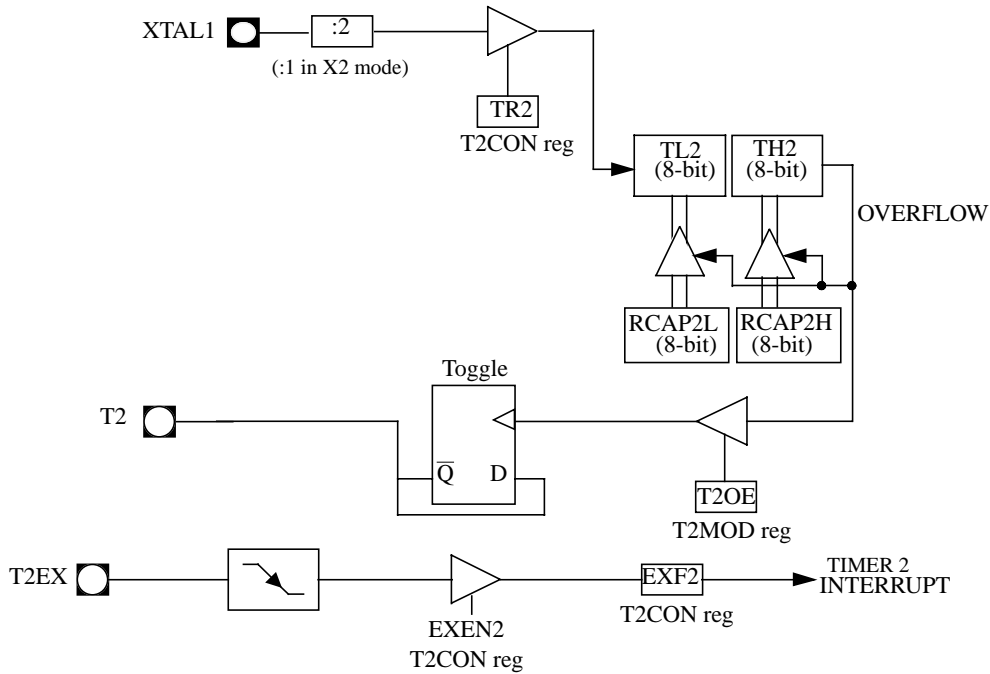 XTAL1
:2
(:1 in X2 mode)
TR2
T2CON reg
TL2
(8-bit)
TH2
(8-bit)
OVERFLOW
RCAP2L
(8-bit)
RCAP2H
(8-bit)
Toggle
T2
Q̅ D
T2OE
T2MOD reg
T2EX
EXEN2
T2CON reg
EXF2
T2CON reg
TIMER 2
INTERRUPT